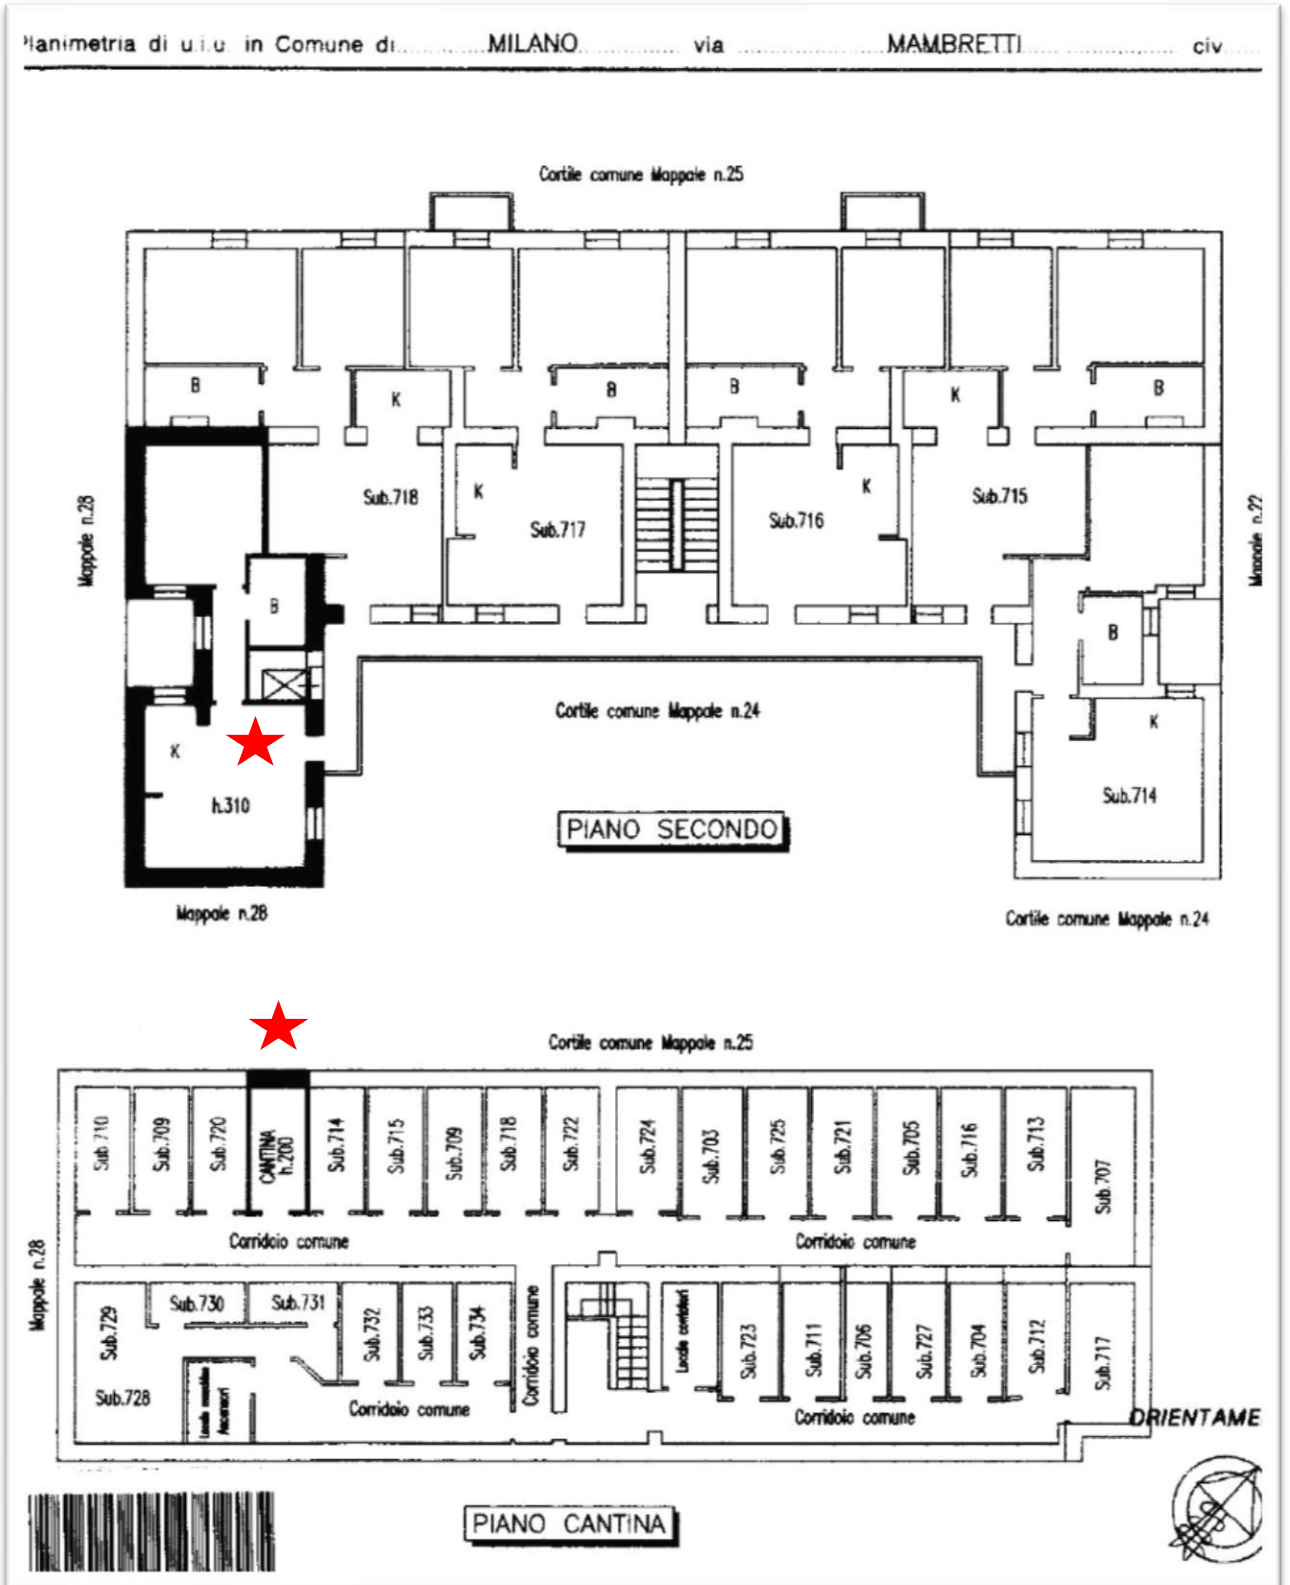 Planimetria di u.i.u. in Comune di MILANO via MAMBRETTI civ
Cortile comune Mappale n.25
B K B B K B
Mappale n.28
Sub.718 K Sub.717 Sub.716 K Sub.715
Mappale n.22
B B
Cortile comune Mappale n.24
K K
h.310 Sub.714
PIANO SECONDO
Mappale n.28
Cortile comune Mappale n.24
Cortile comune Mappale n.25
Sub.710 Sub.709 Sub.720 CANTINA h.200 Sub.714 Sub.715 Sub.709 Sub.718 Sub.722 Sub.724 Sub.703 Sub.725 Sub.721 Sub.705 Sub.716 Sub.713 Sub.707
Corridoio comune Corridoio comune
Mappale n.28
Sub.729 Sub.730 Sub.731 Sub.732 Sub.733 Sub.734 Corridoio comune Locale contatori Sub.723 Sub.711 Sub.706 Sub.727 Sub.704 Sub.712 Sub.717
Sub.728 Locale macchine Ascensori
Corridoio comune Corridoio comune
ORIENTAME
PIANO CANTINA